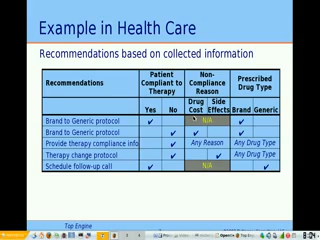 Example in Health Care
Recommendations based on collected information
Recommendations
Patient Compliant to Therapy
Non-Compliance Reason
Prescribed Drug Type
Yes No Drug Cost Side Effects Brand Generic
Brand to Generic protocol ✔ N/A ✔
Brand to Generic protocol ✔ ✔ ✔
Provide therapy compliance info ✔ Any Reason Any Drug Type
Therapy change protocol ✔ ✔ Any Drug Type
Schedule follow-up call ✔ N/A ✔
Top Engine